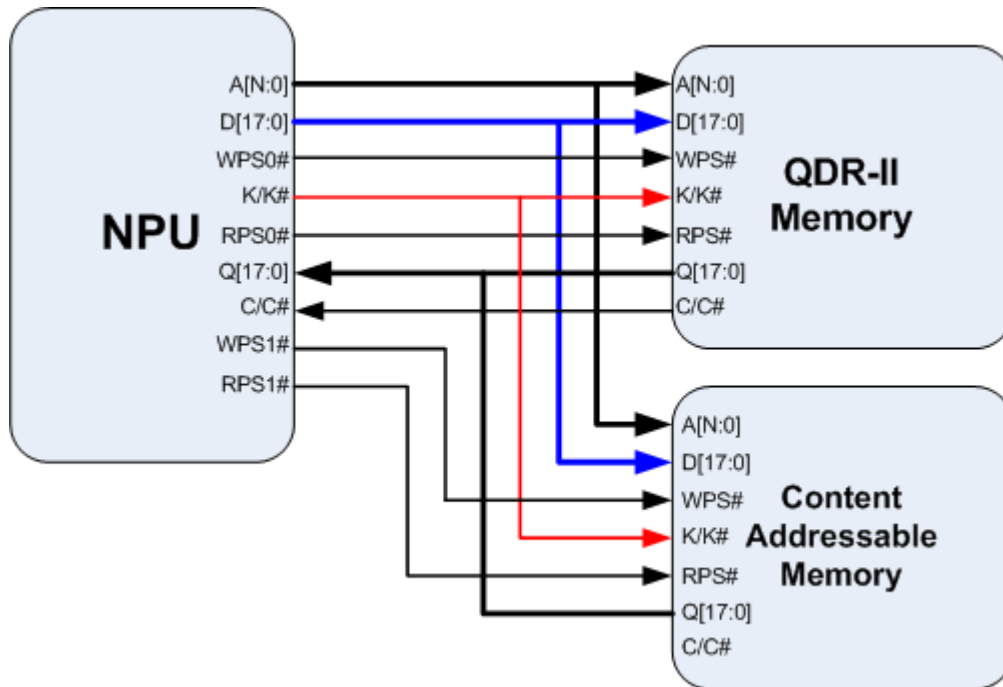 NPU
A[N:0]
D[17:0]
WPS0#
K/K#
RPS0#
Q[17:0]
C/C#
WPS1#
RPS1#
A[N:0]
D[17:0]
WPS#
K/K#
RPS#
Q[17:0]
C/C#
QDR-II
Memory
A[N:0]
D[17:0]
WPS#
K/K#
RPS#
Q[17:0]
C/C#
Content
Addressable
Memory